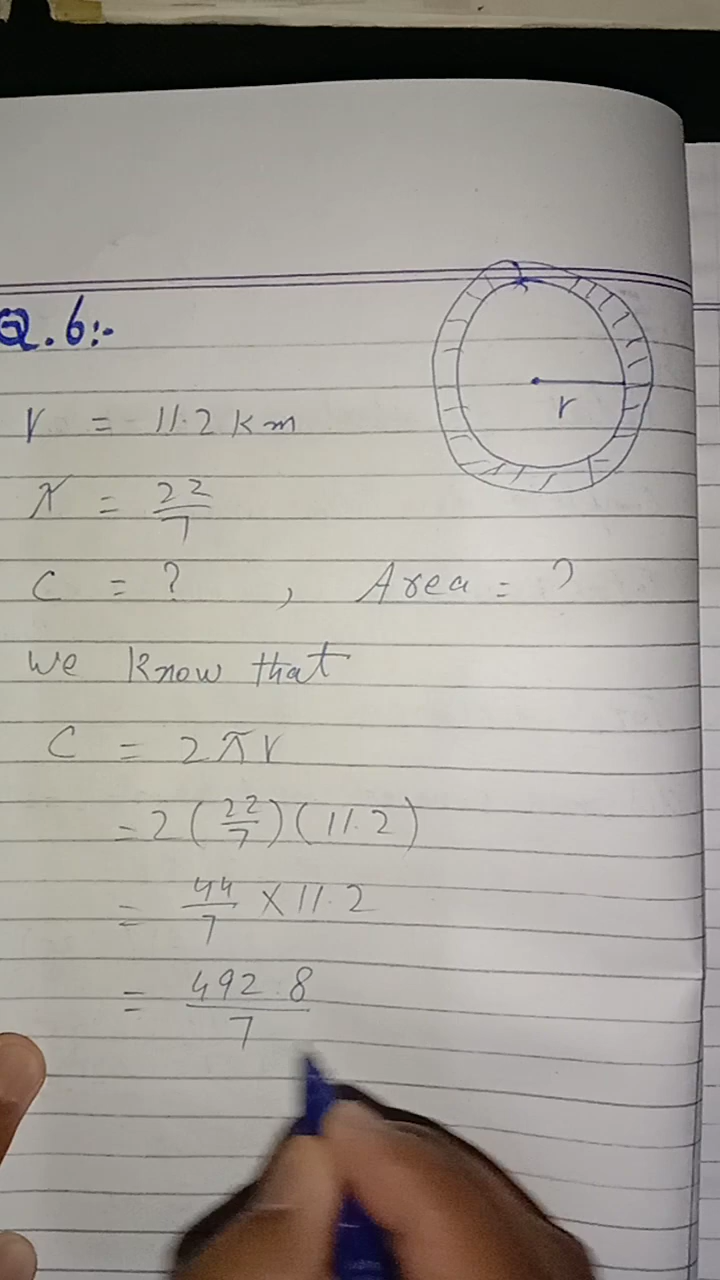 Q.6:-
r
r = 11.2 km
π = 22/7
C = ? , Area = ?
we know that
C = 2πr
= 2 (22/7) (11.2)
= 44/7 × 11.2
= 492.8/7